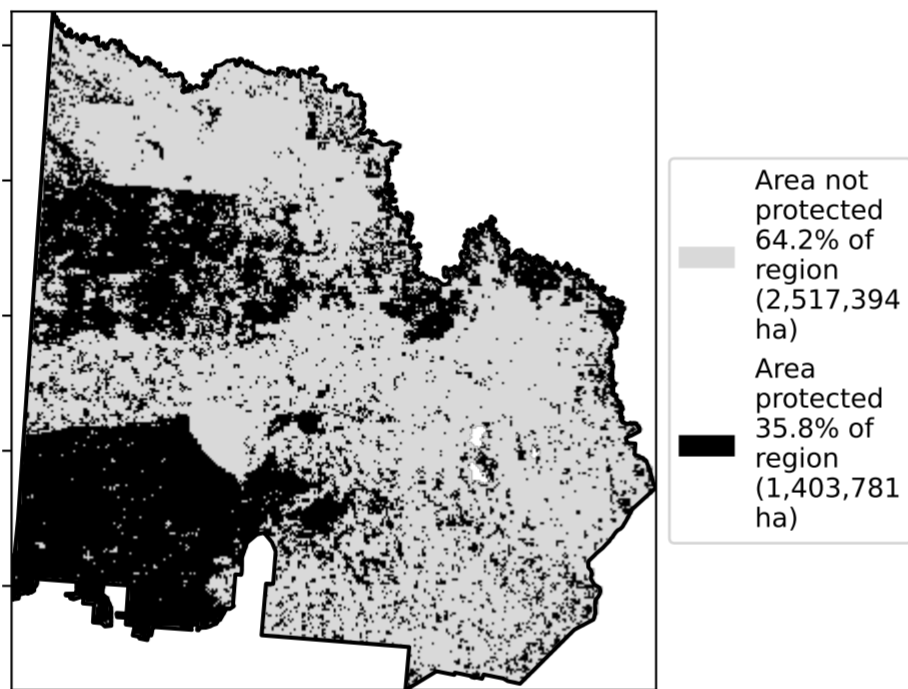 Area not
protected
64.2% of
region
(2,517,394
ha)
Area
protected
35.8% of
region
(1,403,781
ha)